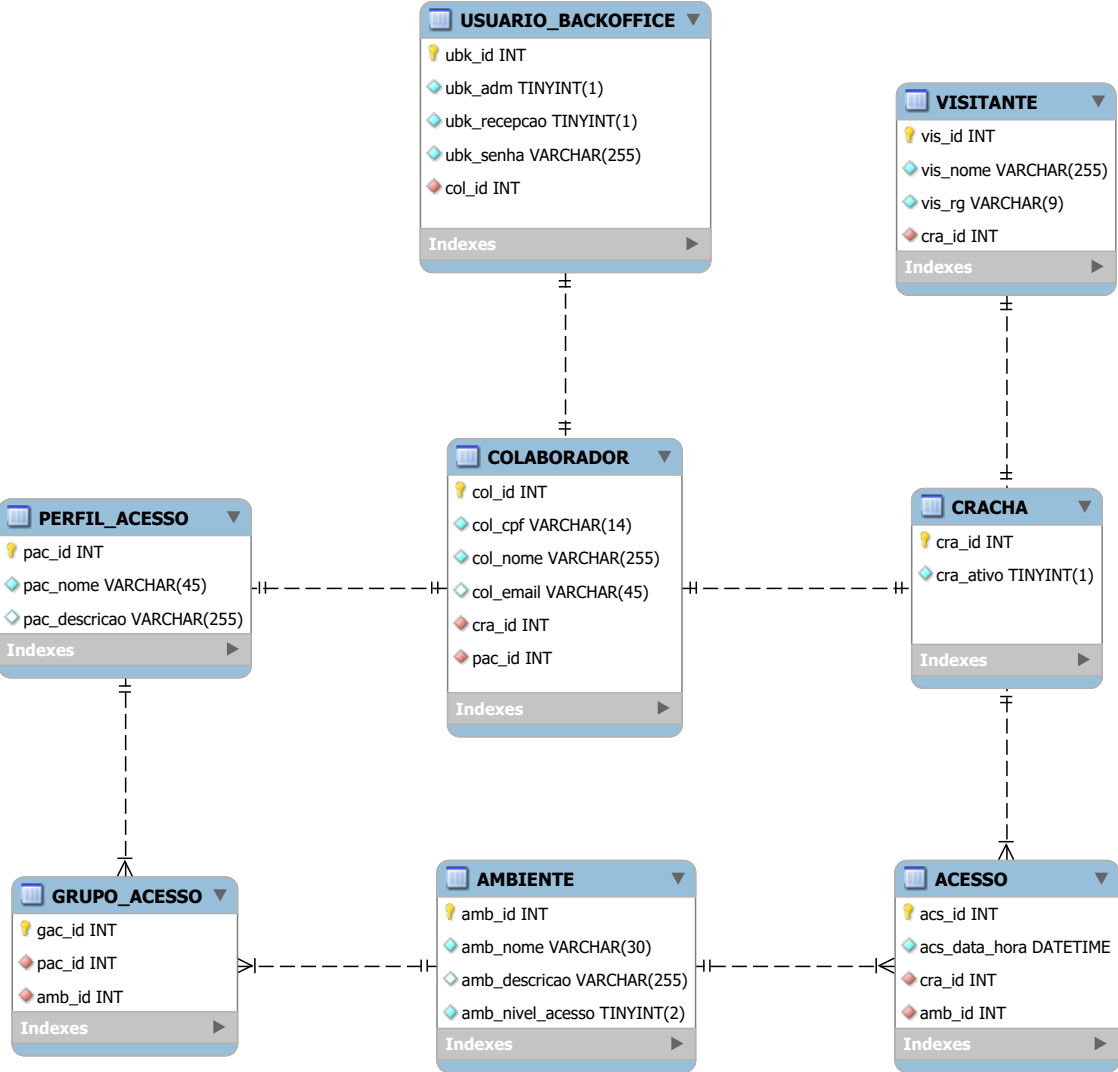 USUARIO_BACKOFFICE
ubk_id INT
ubk_adm TINYINT(1)
ubk_recepcao TINYINT(1)
ubk_senha VARCHAR(255)
col_id INT
Indexes
VISITANTE
vis_id INT
vis_nome VARCHAR(255)
vis_rg VARCHAR(9)
cra_id INT
Indexes
PERFIL_ACESSO
pac_id INT
pac_nome VARCHAR(45)
pac_descricao VARCHAR(255)
Indexes
COLABORADOR
col_id INT
col_cpf VARCHAR(14)
col_nome VARCHAR(255)
col_email VARCHAR(45)
cra_id INT
pac_id INT
Indexes
CRACHA
cra_id INT
cra_ativo TINYINT(1)
Indexes
GRUPO_ACESSO
gac_id INT
pac_id INT
amb_id INT
Indexes
AMBIENTE
amb_id INT
amb_nome VARCHAR(30)
amb_descricao VARCHAR(255)
amb_nivel_acesso TINYINT(2)
Indexes
ACESSO
acs_id INT
acs_data_hora DATETIME
cra_id INT
amb_id INT
Indexes